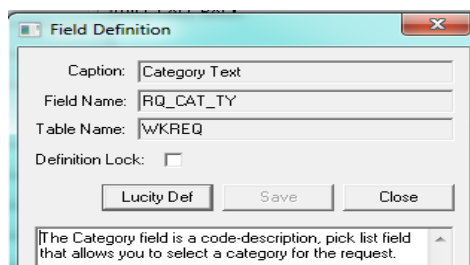 Field Definition
Caption: Category Text
Field Name: RQ_CAT_TY
Table Name: WKREQ
Definition Lock:
Lucity Def Save Close
The Category field is a code-description, pick list field
that allows you to select a category for the request.